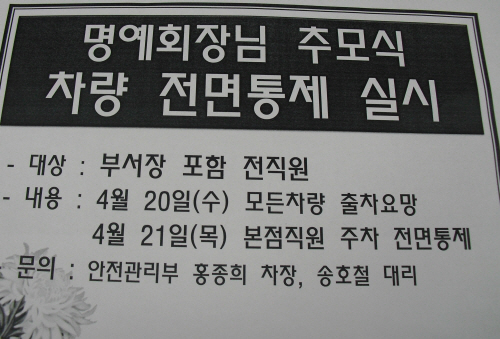 명예회장님 추모식
차량 전면통제 실시
- 대상 : 부서장 포함 전직원
- 내용 : 4월 20일(수) 모든차량 출차요망
4월 21일(목) 본점직원 주차 전면통제
- 문의 : 안전관리부 홍종희 차장, 송호철 대리